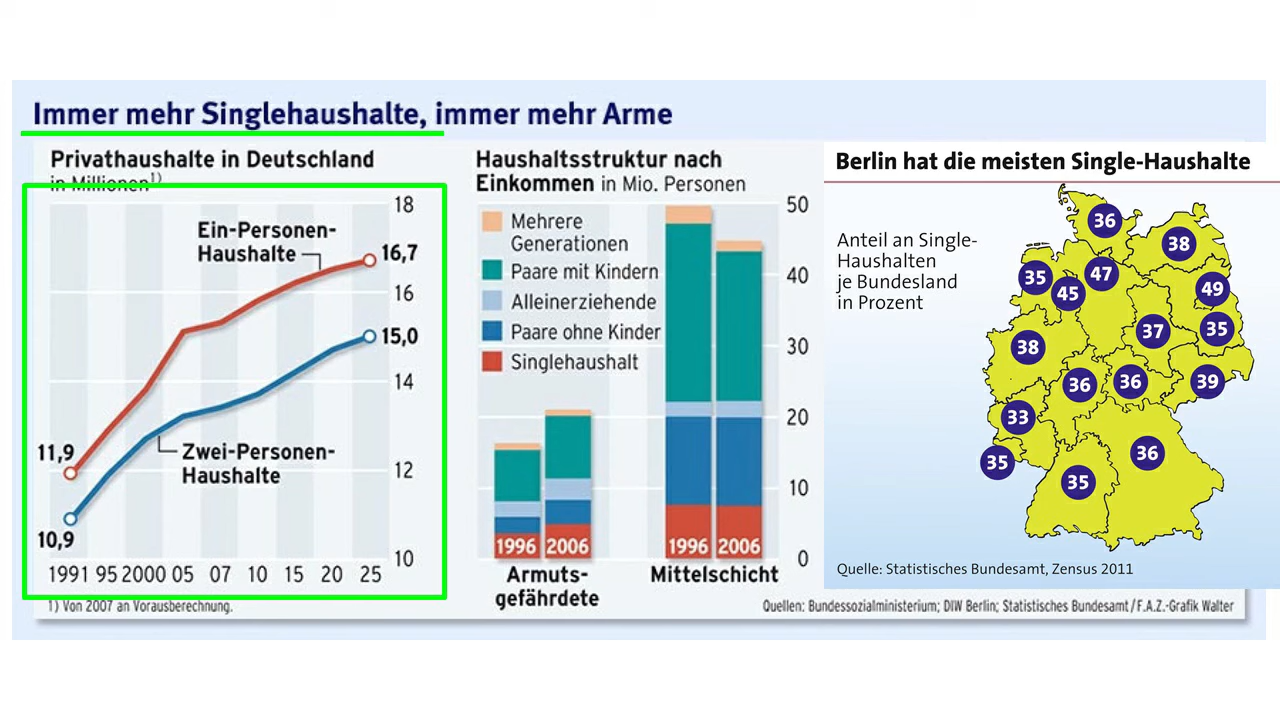 Immer mehr Singlehaushalte, immer mehr Arme
Privathaushalte in Deutschland
in Millionen1)
18
16
14
12
10
Ein-Personen-
Haushalte
16,7
15,0
11,9
10,9
Zwei-Personen-
Haushalte
1991 95 2000 05 07 10 15 20 25
1) Von 2007 an Vorausberechnung.
Haushaltsstruktur nach
Einkommen in Mio. Personen
Mehrere
Generationen
Paare mit Kindern
Alleinerziehende
Paare ohne Kinder
Singlehaushalt
50
40
30
20
10
0
1996 2006 1996 2006
Armuts-
gefährdete
Mittelschicht
Quellen: Bundessozialministerium; DIW Berlin; Statistisches Bundesamt/F.A.Z.-Grafik Walter
Berlin hat die meisten Single-Haushalte
Anteil an Single-
Haushalten
je Bundesland
in Prozent
36
38
35
47
45
49
37
35
38
36
36
39
33
35
36
35
Quelle: Statistisches Bundesamt, Zensus 2011